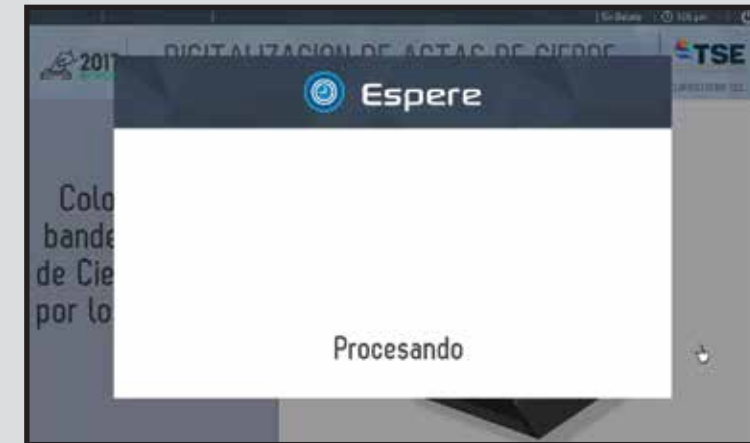 2017
DIGITALIZACION DE ACTAS DE CIERRE
TSE
Espere
Colo
bande
de Cie
por lo
Procesando